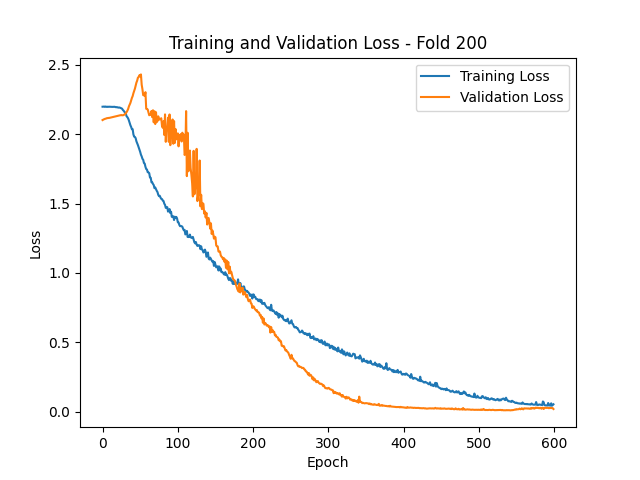 Training and Validation Loss - Fold 200
Training Loss
Validation Loss
2.5
2.0
1.5
1.0
0.5
0.0
Loss
0 100 200 300 400 500 600
Epoch